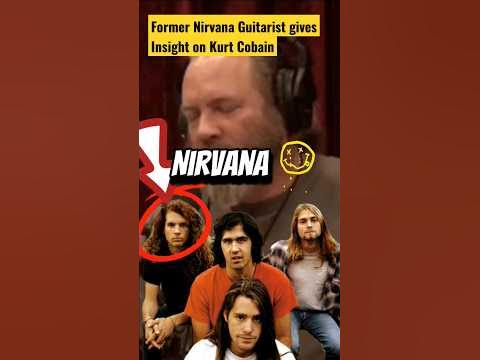 Former Nirvana Guitarist gives
Insight on Kurt Cobain
NIRVANA